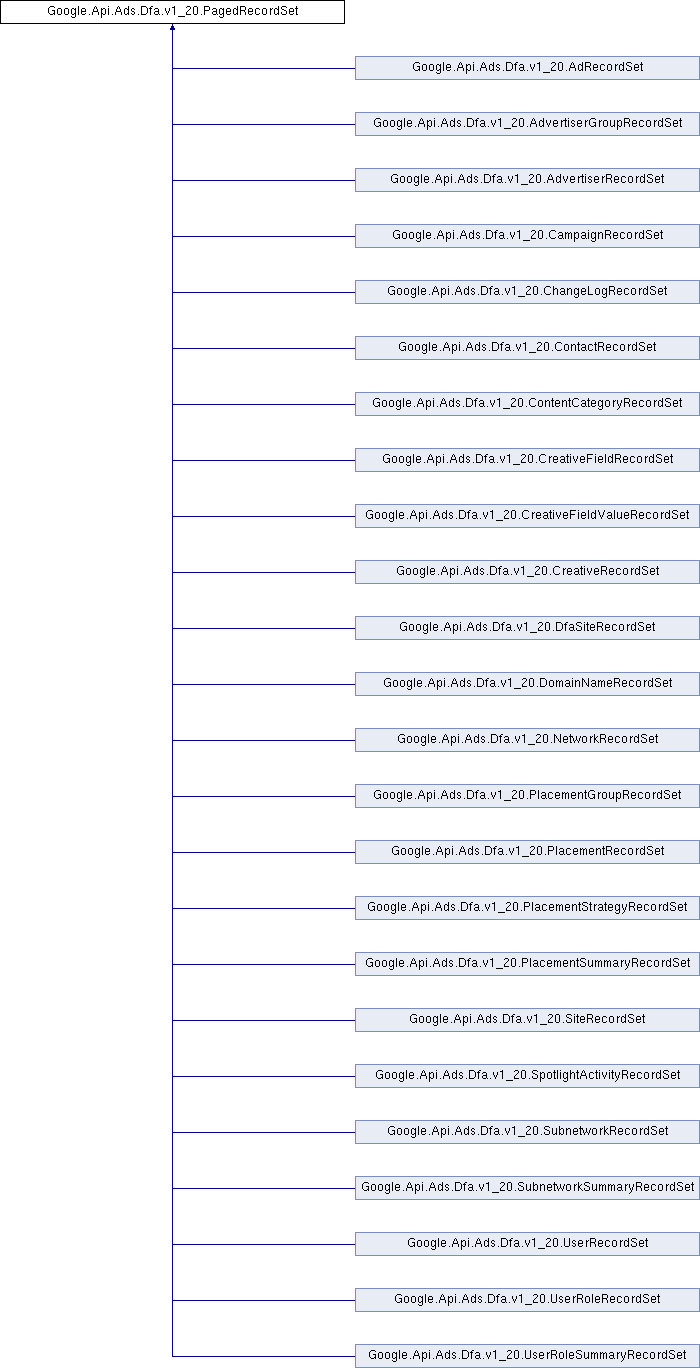 Google.Api.Ads.Dfa.v1_20.PagedRecordSet
Google.Api.Ads.Dfa.v1_20.AdRecordSet
Google.Api.Ads.Dfa.v1_20.AdvertiserGroupRecordSet
Google.Api.Ads.Dfa.v1_20.AdvertiserRecordSet
Google.Api.Ads.Dfa.v1_20.CampaignRecordSet
Google.Api.Ads.Dfa.v1_20.ChangeLogRecordSet
Google.Api.Ads.Dfa.v1_20.ContactRecordSet
Google.Api.Ads.Dfa.v1_20.ContentCategoryRecordSet
Google.Api.Ads.Dfa.v1_20.CreativeFieldRecordSet
Google.Api.Ads.Dfa.v1_20.CreativeFieldValueRecordSet
Google.Api.Ads.Dfa.v1_20.CreativeRecordSet
Google.Api.Ads.Dfa.v1_20.DfaSiteRecordSet
Google.Api.Ads.Dfa.v1_20.DomainNameRecordSet
Google.Api.Ads.Dfa.v1_20.NetworkRecordSet
Google.Api.Ads.Dfa.v1_20.PlacementGroupRecordSet
Google.Api.Ads.Dfa.v1_20.PlacementRecordSet
Google.Api.Ads.Dfa.v1_20.PlacementStrategyRecordSet
Google.Api.Ads.Dfa.v1_20.PlacementSummaryRecordSet
Google.Api.Ads.Dfa.v1_20.SiteRecordSet
Google.Api.Ads.Dfa.v1_20.SpotlightActivityRecordSet
Google.Api.Ads.Dfa.v1_20.SubnetworkRecordSet
Google.Api.Ads.Dfa.v1_20.SubnetworkSummaryRecordSet
Google.Api.Ads.Dfa.v1_20.UserRecordSet
Google.Api.Ads.Dfa.v1_20.UserRoleRecordSet
Google.Api.Ads.Dfa.v1_20.UserRoleSummaryRecordSet